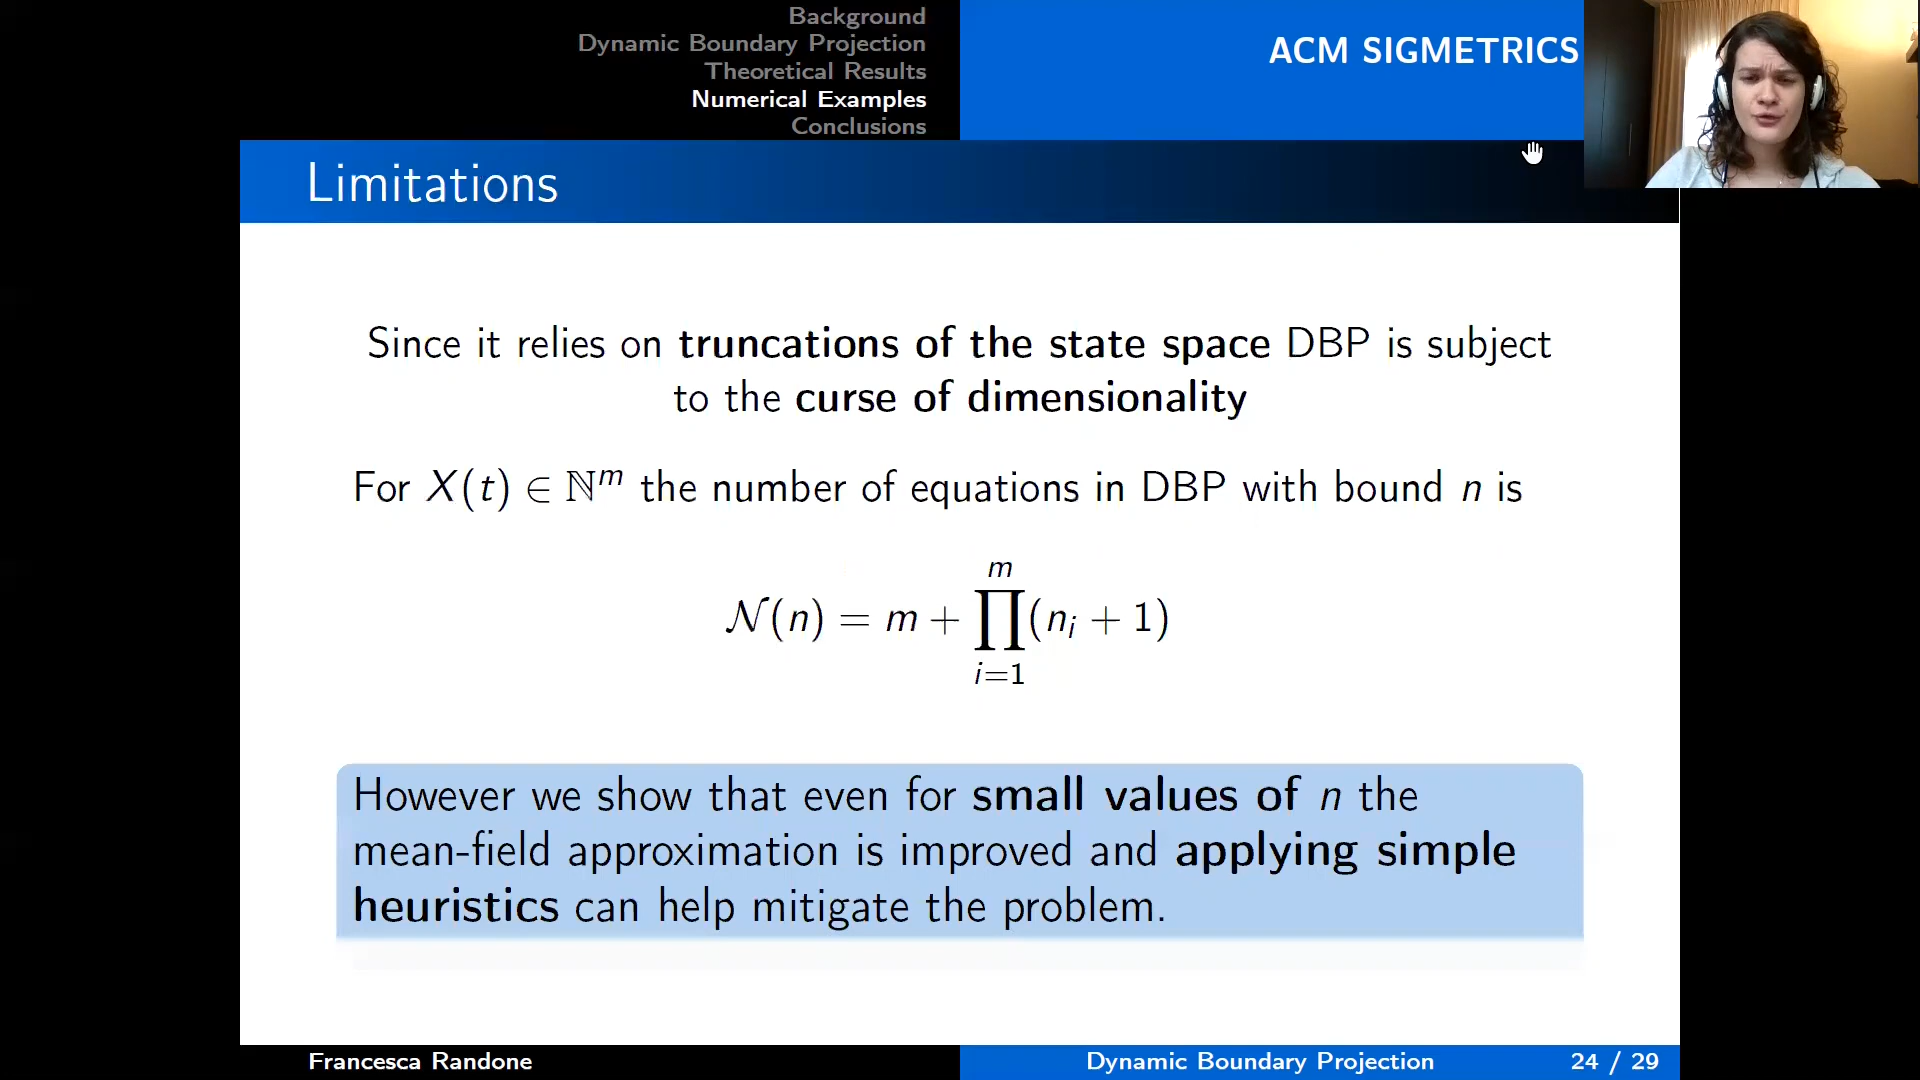 Background
Dynamic Boundary Projection
Theoretical Results
Numerical Examples
Conclusions
ACM SIGMETRICS
Limitations
Since it relies on truncations of the state space DBP is subject
to the curse of dimensionality
For X(t) ∈ ℕ^m the number of equations in DBP with bound n is
𝒩(n) = m + ∏_{i=1}^{m} (n_i + 1)
However we show that even for small values of n the
mean-field approximation is improved and applying simple
heuristics can help mitigate the problem.
Francesca Randone
Dynamic Boundary Projection
24 / 29